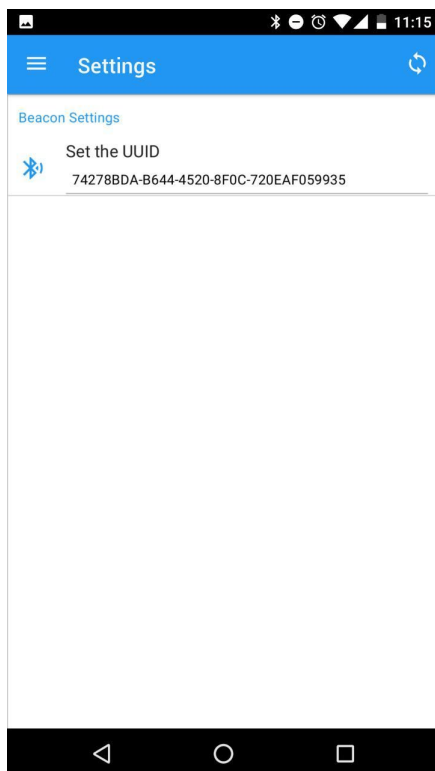 11:15
Settings
Beacon Settings
Set the UUID
74278BDA-B644-4520-8F0C-720EAF059935